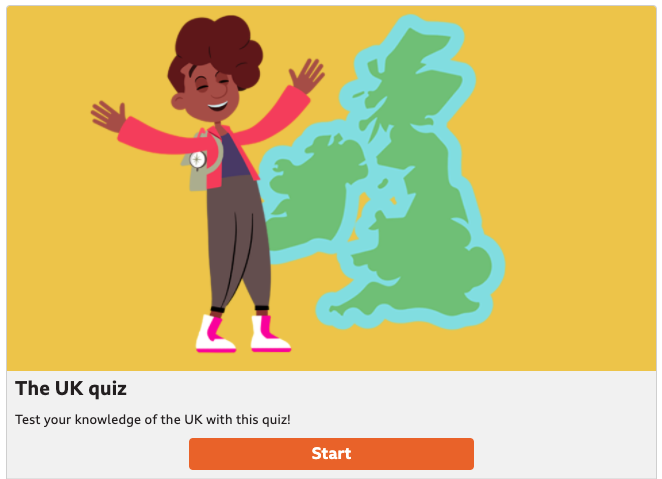 The UK quiz
Test your knowledge of the UK with this quiz!
Start